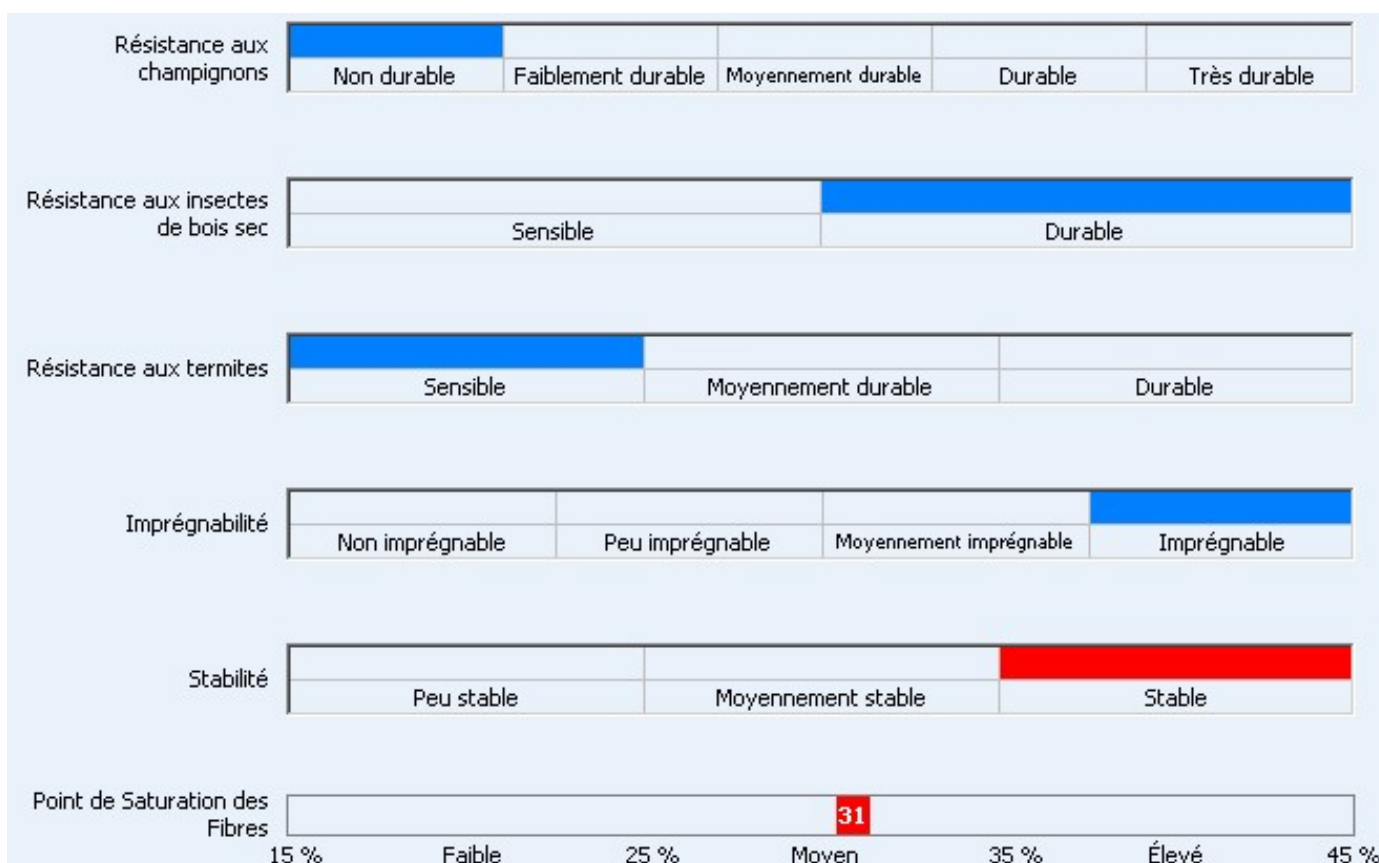 Résistance aux
champignons
Non durable Faiblement durable Moyennement durable Durable Très durable
Résistance aux insectes
de bois sec
Sensible Durable
Résistance aux termites
Sensible Moyennement durable Durable
Imprégnabilité
Non imprégnable Peu imprégnable Moyennement imprégnable Imprégnable
Stabilité
Peu stable Moyennement stable Stable
Point de Saturation des
Fibres
31
15 % Faible 25 % Moyen 35 % Élevé 45 %